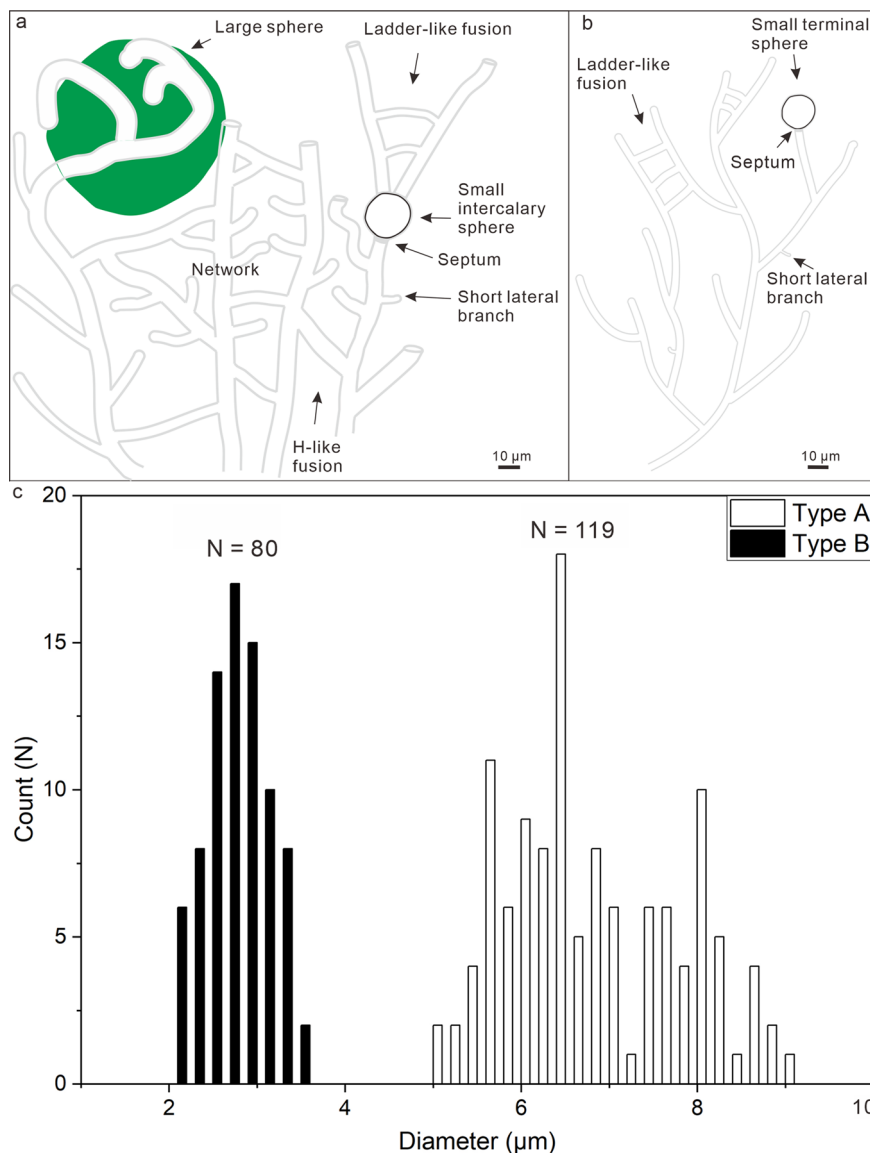 a
Large sphere
Ladder-like fusion
Small
intercalary
sphere
Septum
Network
Short lateral
branch
H-like
fusion
10 µm
b
Small terminal
sphere
Ladder-like
fusion
Septum
Short lateral
branch
10 µm
c
20
15
10
5
0
Count (N)
N = 80
N = 119
Type A
Type B
2
4
6
8
10
Diameter (µm)